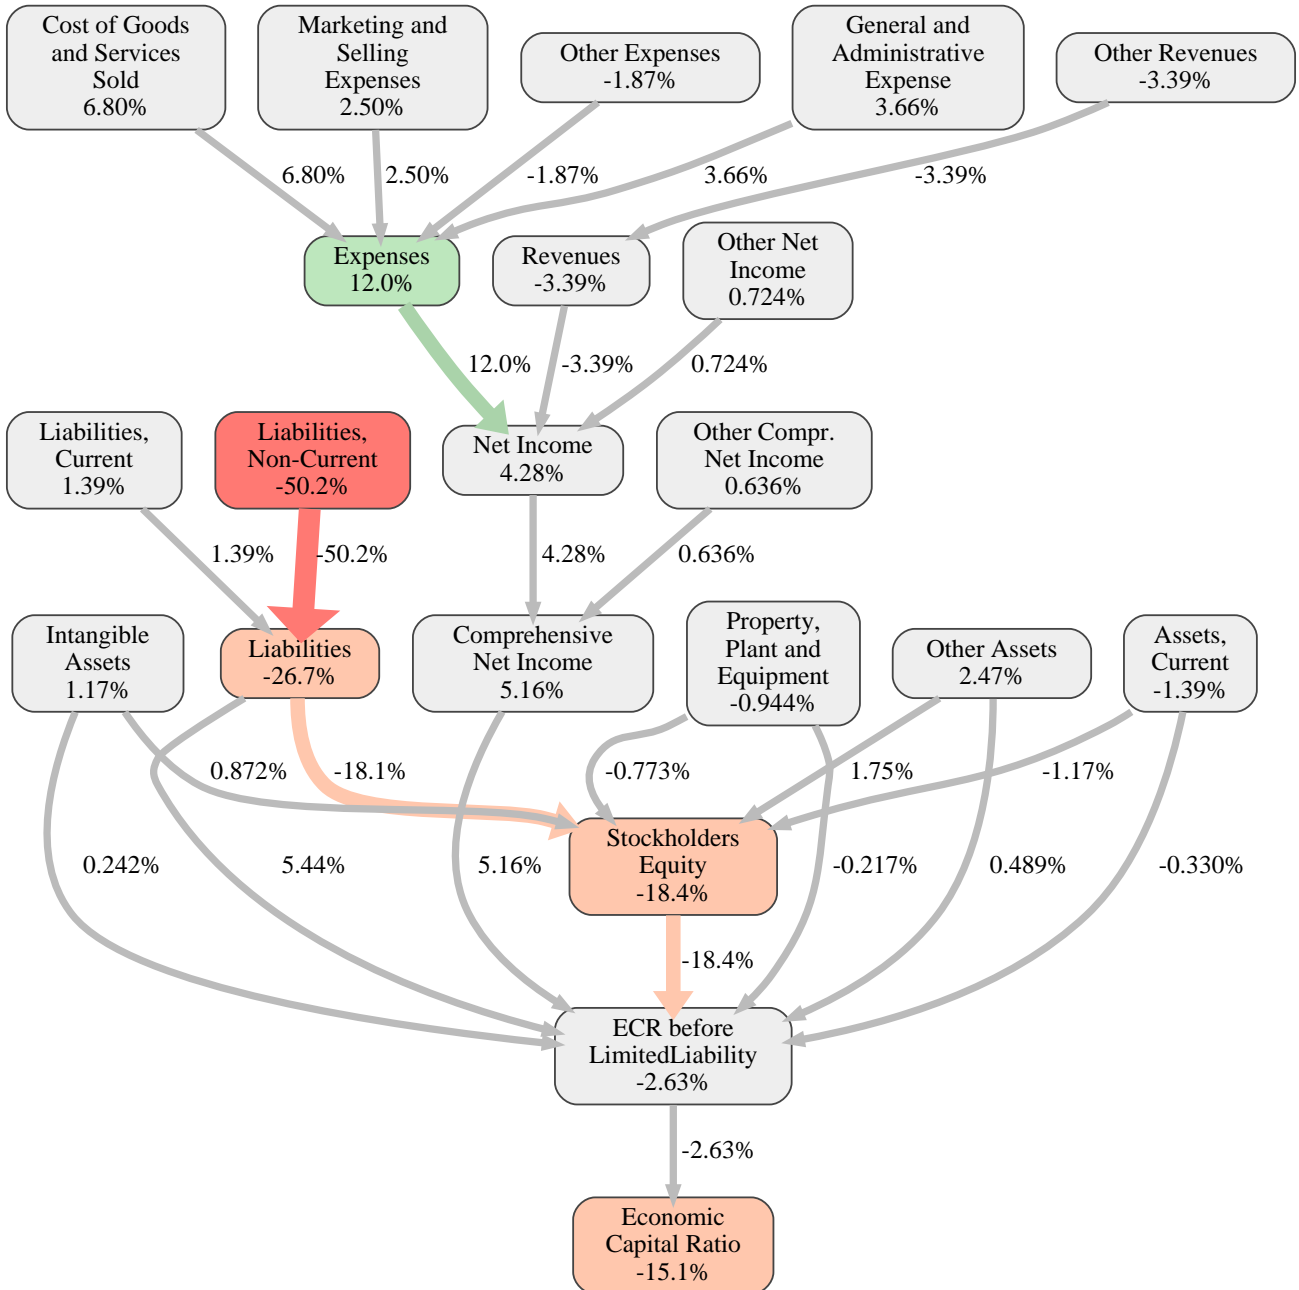 Cost of Goods
and Services
Sold
6.80%
Marketing and
Selling
Expenses
2.50%
Other Expenses
-1.87%
General and
Administrative
Expense
3.66%
Other Revenues
-3.39%
6.80%
2.50%
-1.87%
3.66%
-3.39%
Expenses
12.0%
Revenues
-3.39%
Other Net
Income
0.724%
12.0%
-3.39%
0.724%
Liabilities,
Current
1.39%
Liabilities,
Non-Current
-50.2%
Net Income
4.28%
Other Compr.
Net Income
0.636%
1.39%
-50.2%
4.28%
0.636%
Intangible
Assets
1.17%
Liabilities
-26.7%
Comprehensive
Net Income
5.16%
Property,
Plant and
Equipment
-0.944%
Other Assets
2.47%
Assets,
Current
-1.39%
0.872%
-18.1%
-0.773%
1.75%
-1.17%
Stockholders
Equity
-18.4%
0.242%
5.44%
5.16%
-0.217%
0.489%
-0.330%
-18.4%
ECR before
LimitedLiability
-2.63%
-2.63%
Economic
Capital Ratio
-15.1%